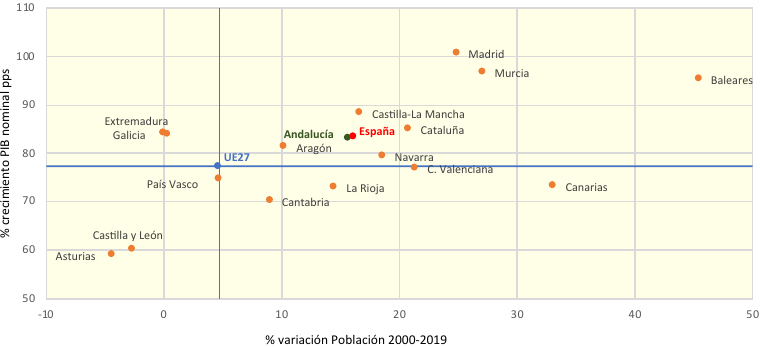 110
Madrid
Murcia
100
Baleares
90
Castilla-La Mancha
Extremadura
Andalucía
España
Cataluña
Galicia
Aragón
80
UE27
Navarra
C. Valenciana
País Vasco
La Rioja
Canarias
70
Cantabria
Castilla y León
60
Asturias
50
-10
0
10
20
30
40
50
% crecimiento PIB nominal pps
% variación Población 2000-2019